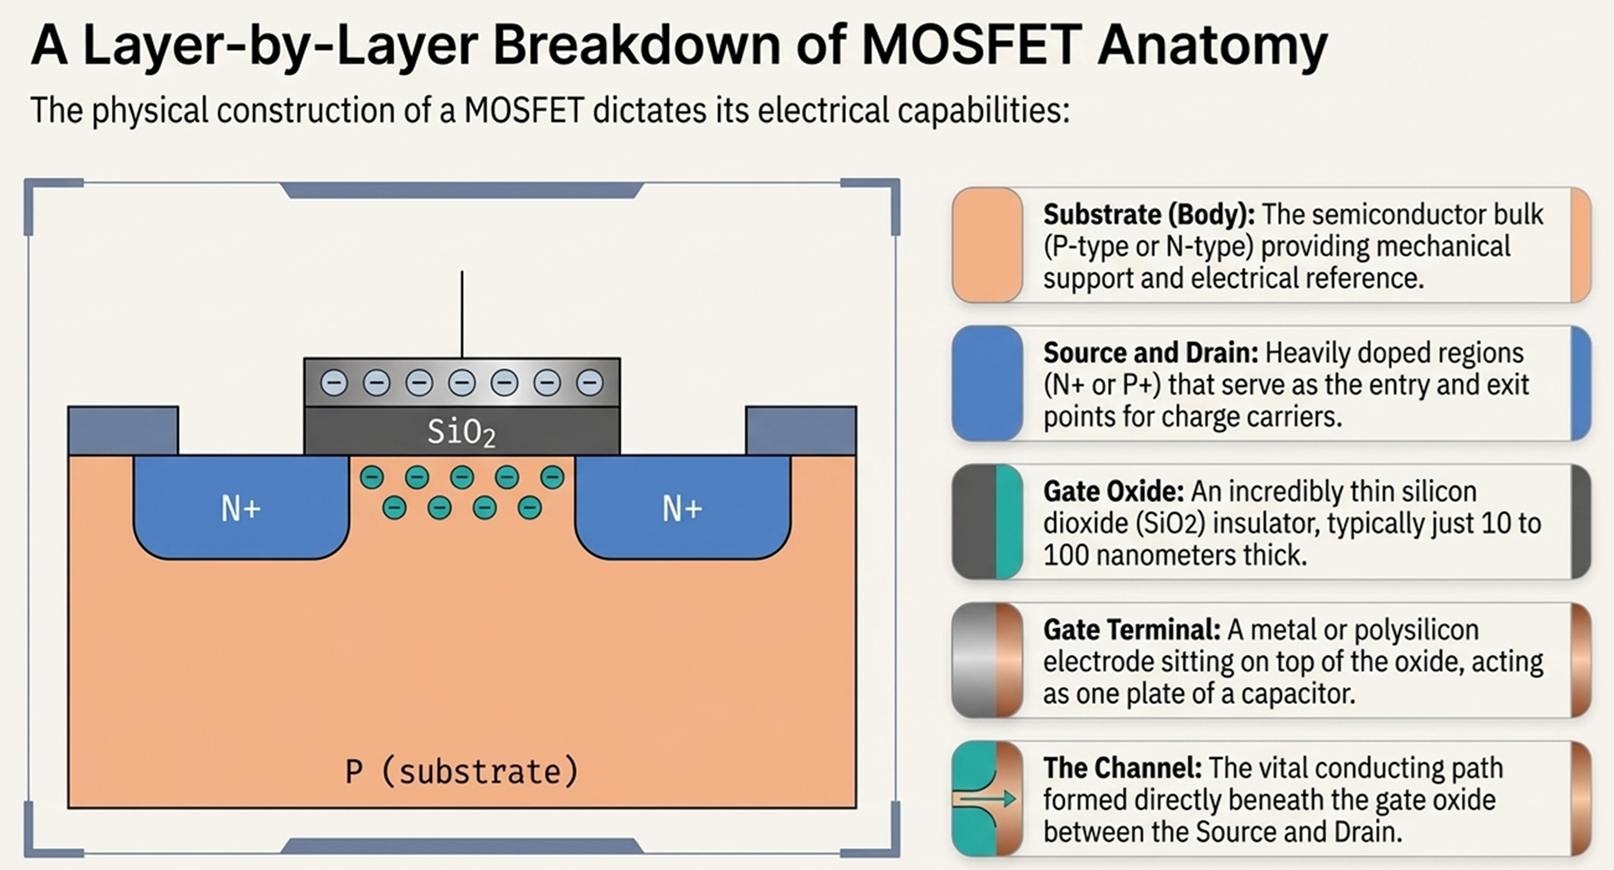 A Layer-by-Layer Breakdown of MOSFET Anatomy
The physical construction of a MOSFET dictates its electrical capabilities:
SiO₂
N+
N+
P (substrate)
Substrate (Body): The semiconductor bulk
(P-type or N-type) providing mechanical
support and electrical reference.
Source and Drain: Heavily doped regions
(N+ or P+) that serve as the entry and exit
points for charge carriers.
Gate Oxide: An incredibly thin silicon
dioxide (SiO2) insulator, typically just 10 to
100 nanometers thick.
Gate Terminal: A metal or polysilicon
electrode sitting on top of the oxide, acting
as one plate of a capacitor.
The Channel: The vital conducting path
formed directly beneath the gate oxide
between the Source and Drain.